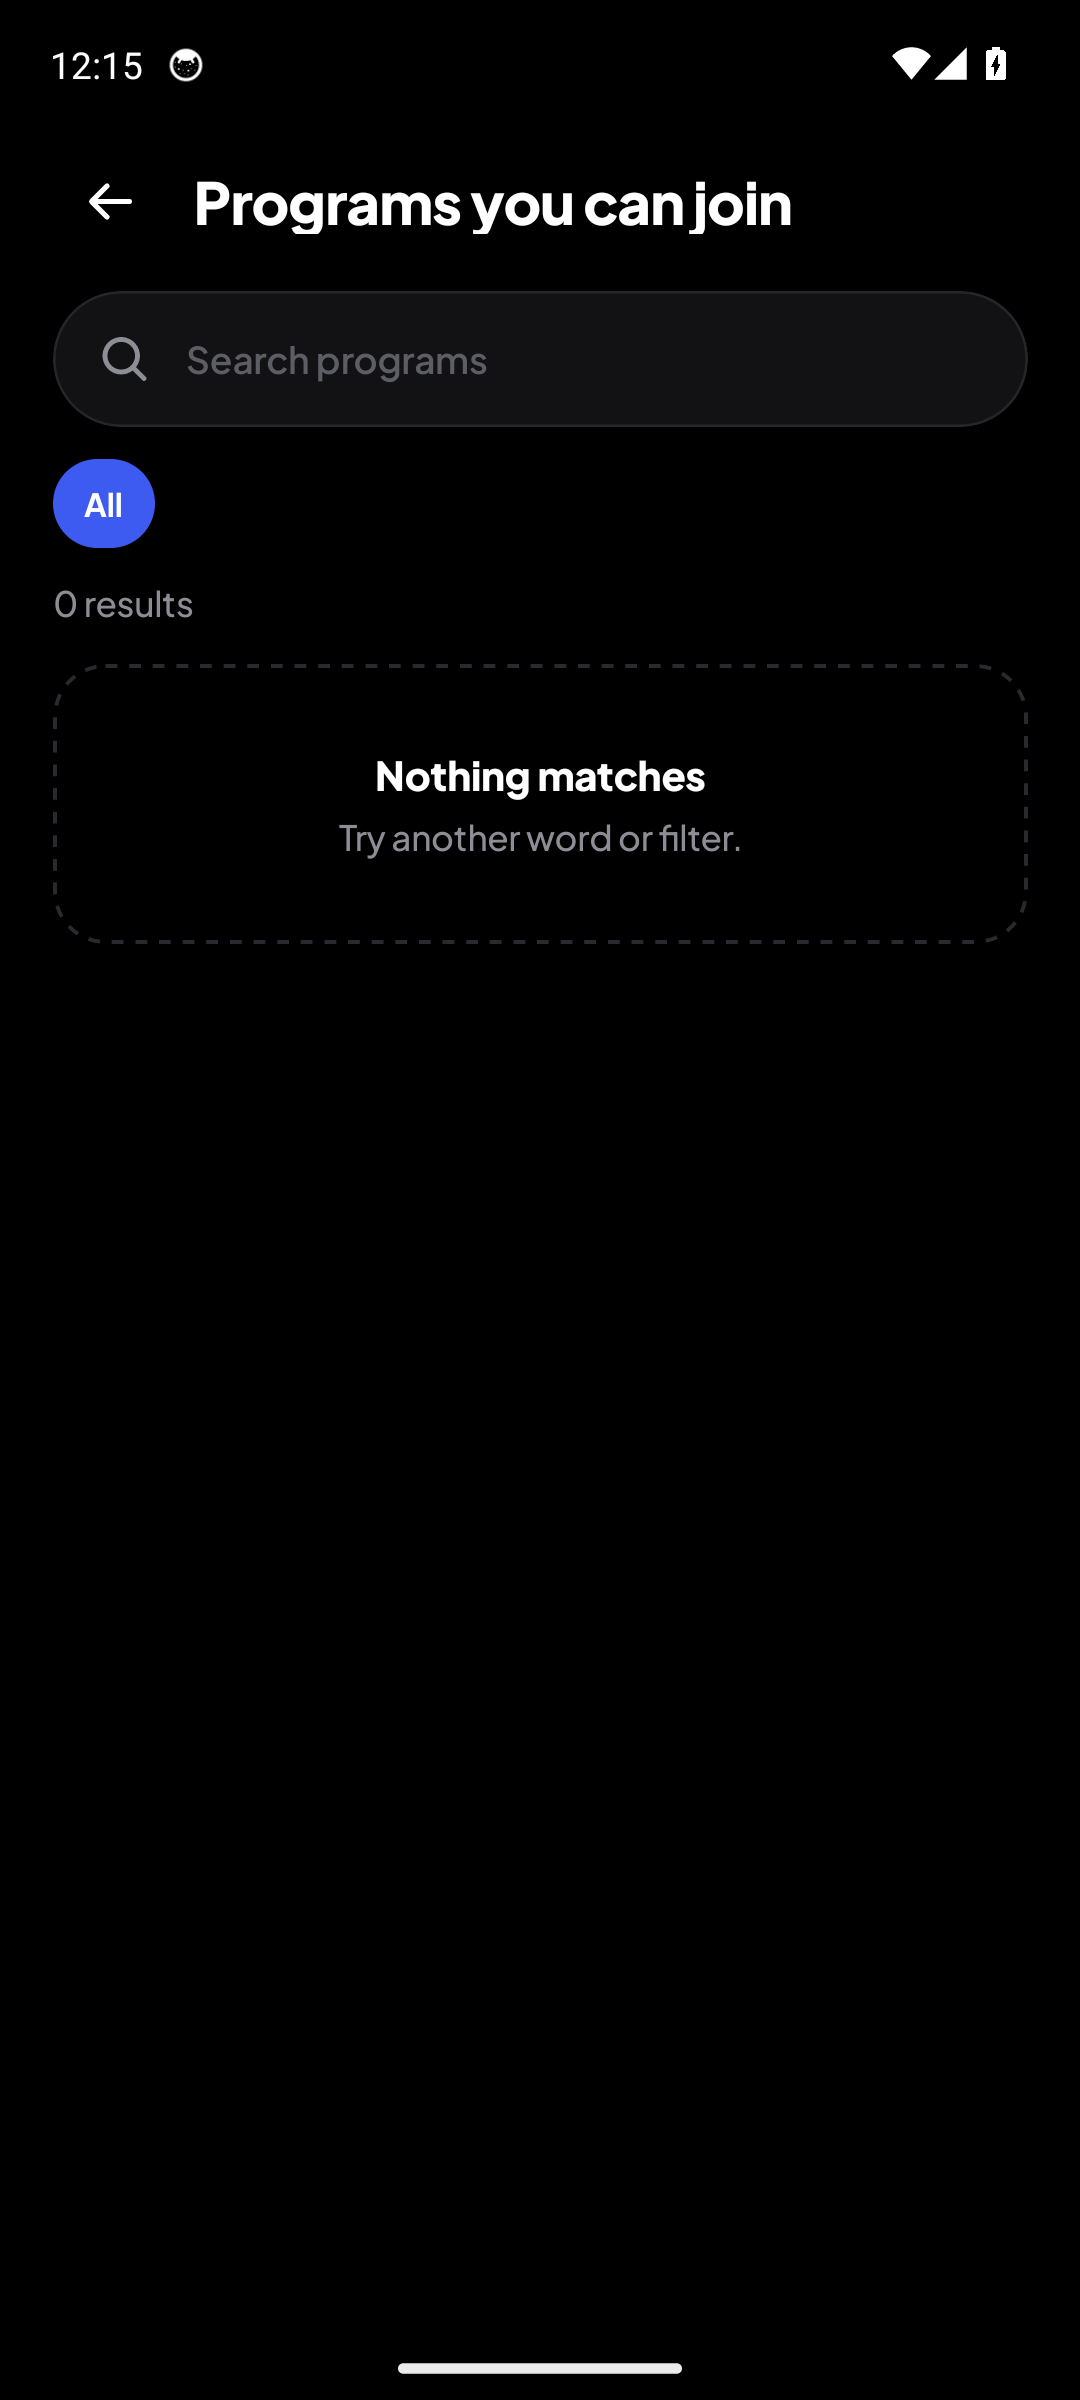 12:15
Programs you can join
Search programs
All
0 results
Nothing matches
Try another word or filter.